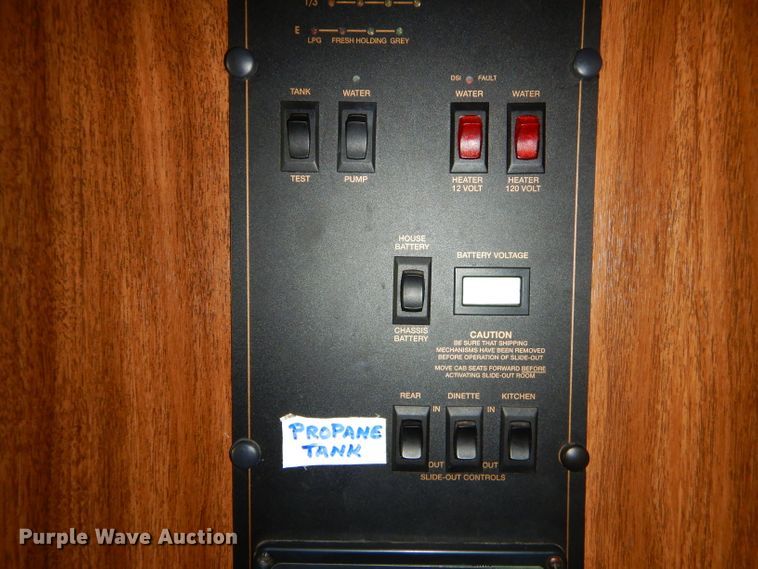 1/3
E
LPG FRESH HOLDING GREY
DSI FAULT
TANK WATER WATER WATER
TEST PUMP HEATER HEATER
12 VOLT 120 VOLT
HOUSE
BATTERY
BATTERY VOLTAGE
CHASSIS
BATTERY
CAUTION
BE SURE THAT SHIPPING
MECHANISMS HAVE BEEN REMOVED
BEFORE OPERATION OF SLIDE-OUT
MOVE CAB SEATS FORWARD BEFORE
ACTIVATING SLIDE-OUT ROOM
REAR DINETTE KITCHEN
IN IN
PROPANE
TANK
OUT OUT
SLIDE-OUT CONTROLS
Purple Wave Auction